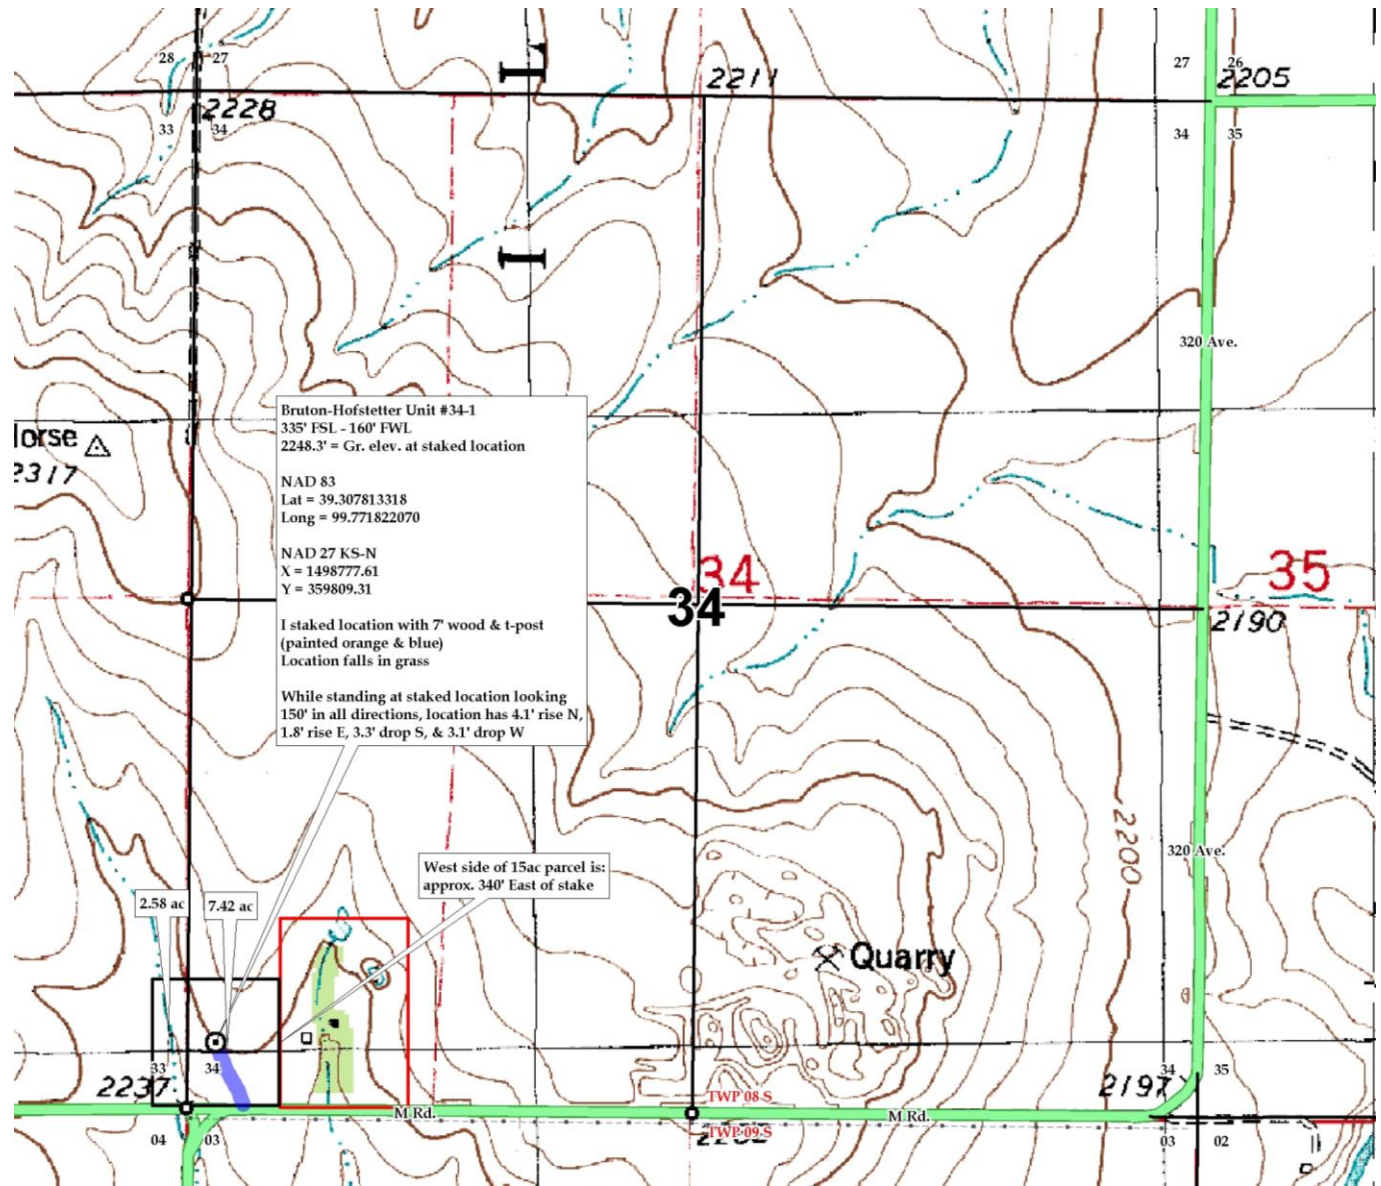 28 27
2228
33 34
2211
27 26
2205
34 35
320 Ave.
Bruton-Hofstetter Unit #34-1
335' FSL - 160' FWL
2248.3' = Gr. elev. at staked location
NAD 83
Lat = 39.307813318
Long = 99.771822070
NAD 27 KS-N
X = 1498777.61
Y = 359809.31
I staked location with 7' wood & t-post
(painted orange & blue)
Location falls in grass
While standing at staked location looking
150' in all directions, location has 4.1' rise N,
1.8' rise E, 3.3' drop S, & 3.1' drop W
lorse
2317
34
34
35
2190
2200
320 Ave.
West side of 15ac parcel is:
approx. 340' East of stake
2.58 ac
7.42 ac
Quarry
33 34
2237
34 35
2197
TWP 08 S
M Rd.
M Rd.
TWP 09 S
04 03
03 02